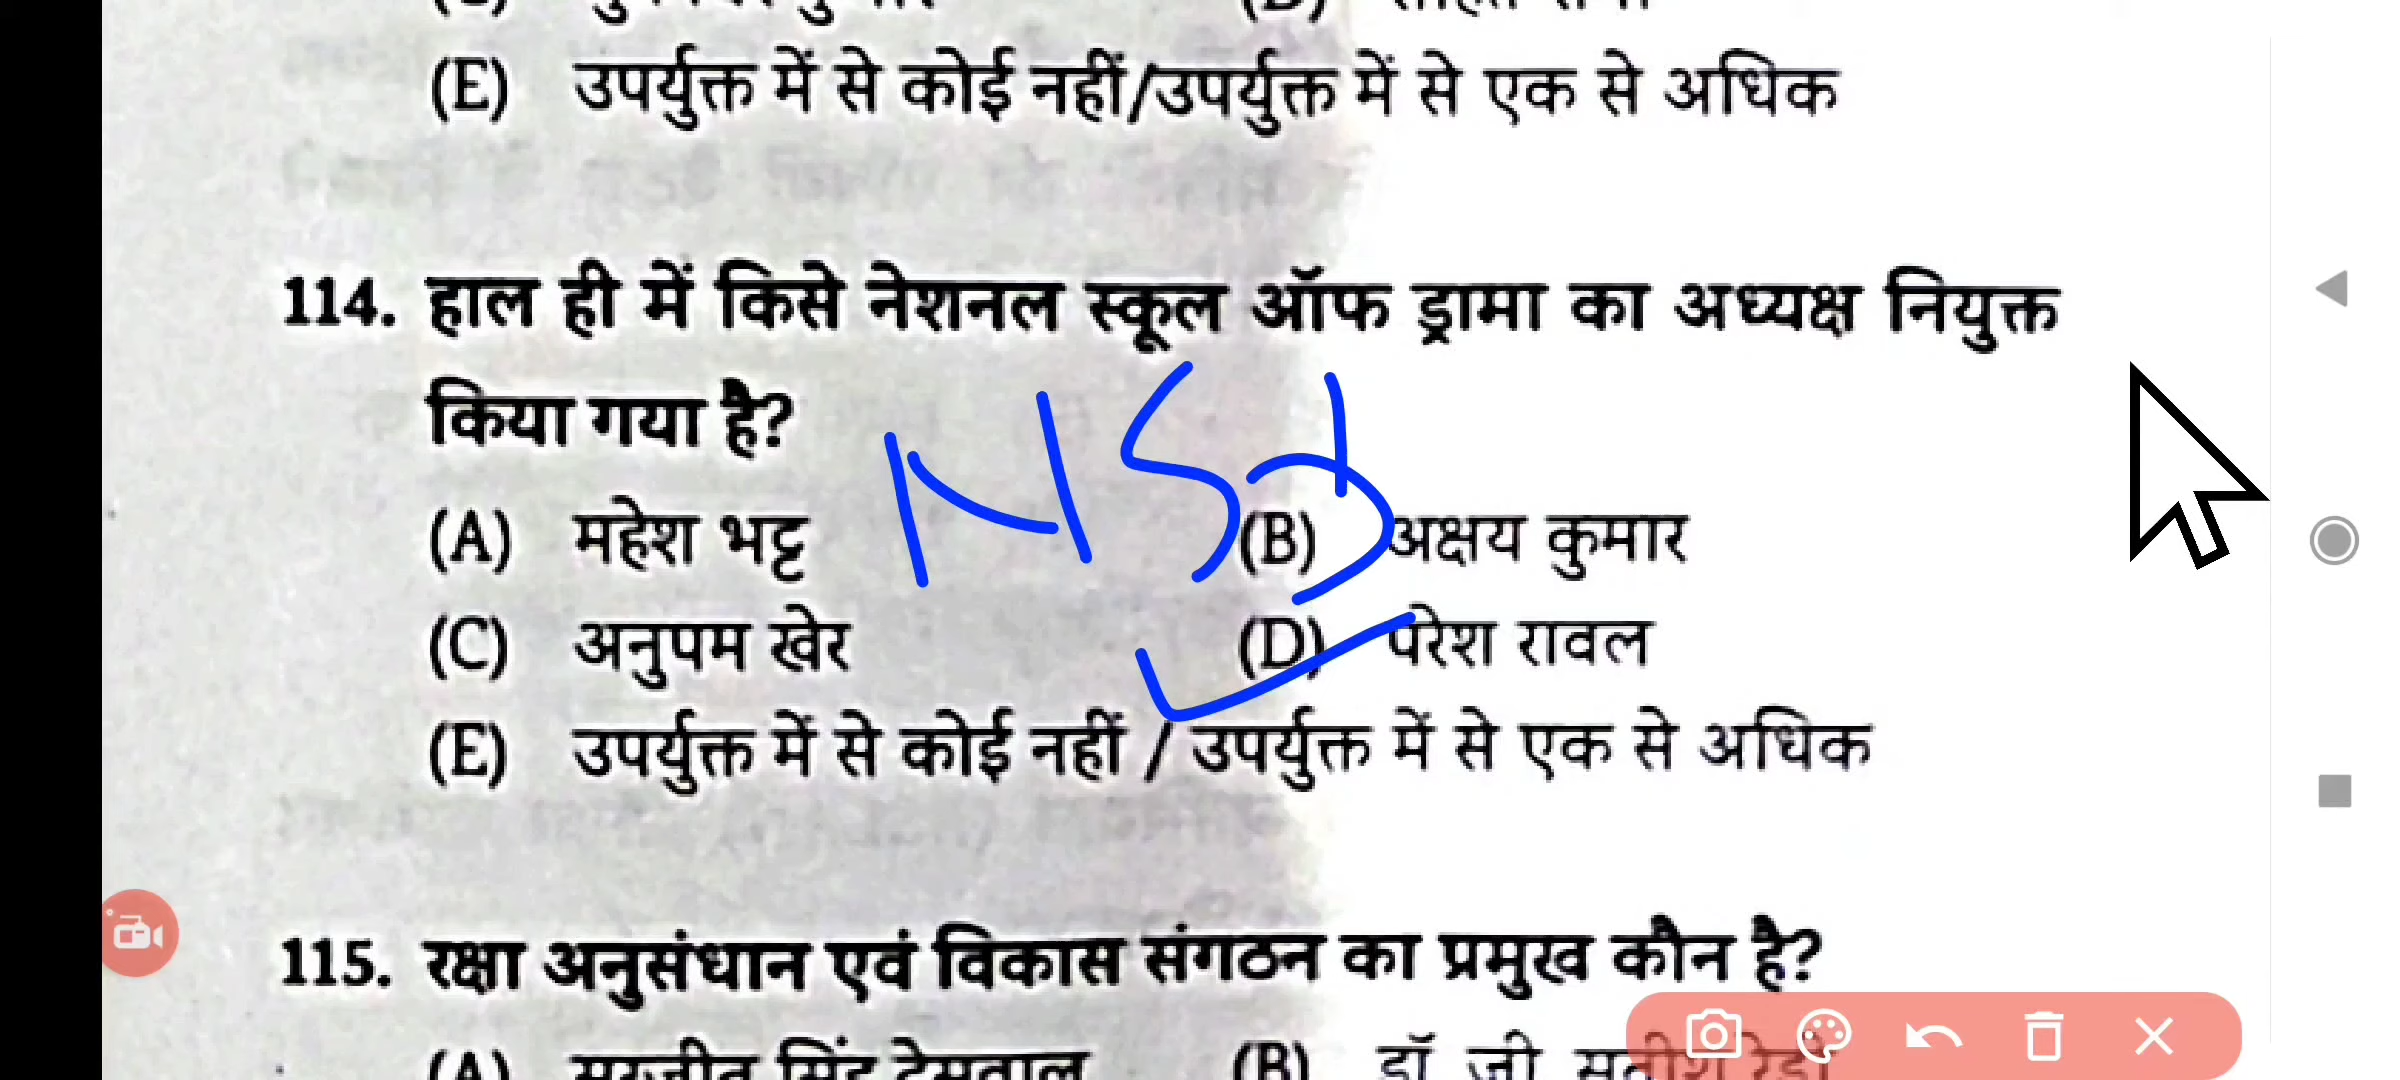 (E) उपर्युक्त में से कोई नहीं/उपर्युक्त में से एक से अधिक
114. हाल ही में किसे नेशनल स्कूल ऑफ ड्रामा का अध्यक्ष नियुक्त
किया गया है?
NSD
(A) महेश भट्ट (B) अक्षय कुमार
(C) अनुपम खेर (D) परेश रावल
(E) उपर्युक्त में से कोई नहीं / उपर्युक्त में से एक से अधिक
115. रक्षा अनुसंधान एवं विकास संगठन का प्रमुख कौन है?
(A) (B) डॉ जी सतीश रेड्डी